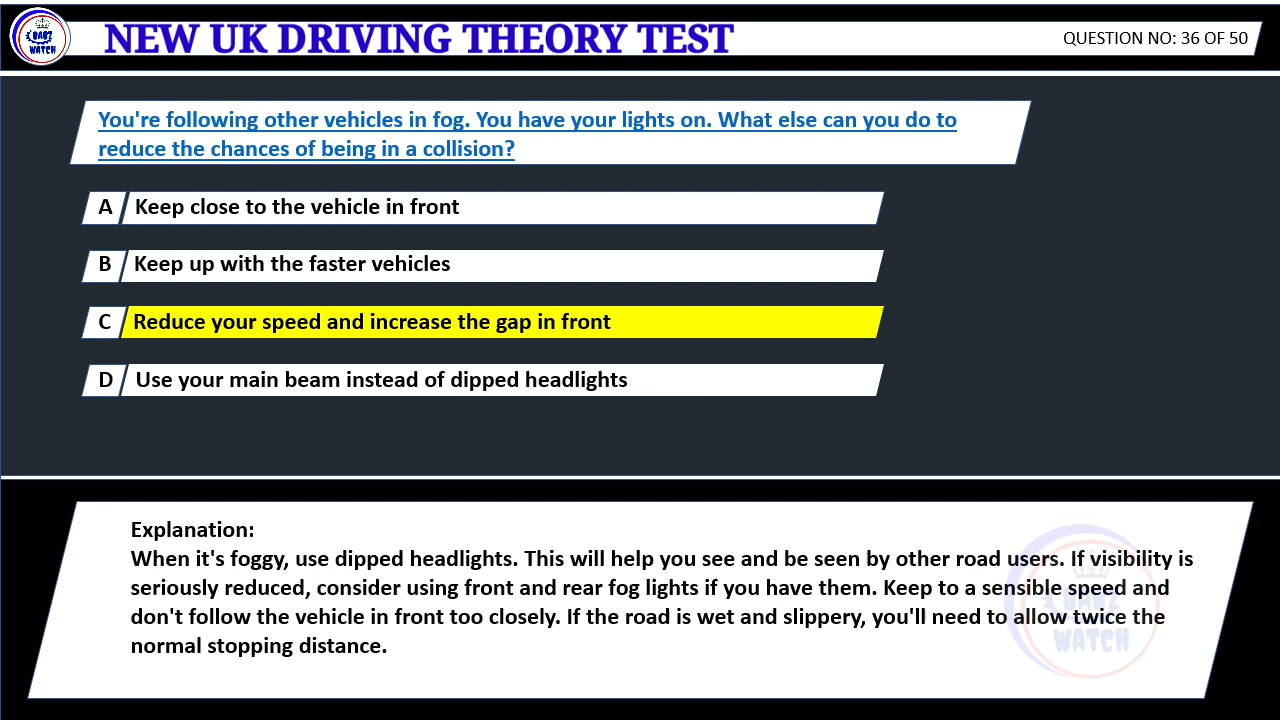 BABZ
WATCH
NEW UK DRIVING THEORY TEST
QUESTION NO: 36 OF 50
You're following other vehicles in fog. You have your lights on. What else can you do to
reduce the chances of being in a collision?
A Keep close to the vehicle in front
B Keep up with the faster vehicles
C Reduce your speed and increase the gap in front
D Use your main beam instead of dipped headlights
Explanation:
When it's foggy, use dipped headlights. This will help you see and be seen by other road users. If visibility is
seriously reduced, consider using front and rear fog lights if you have them. Keep to a sensible speed and
don't follow the vehicle in front too closely. If the road is wet and slippery, you'll need to allow twice the
normal stopping distance.
BABZ
WATCH